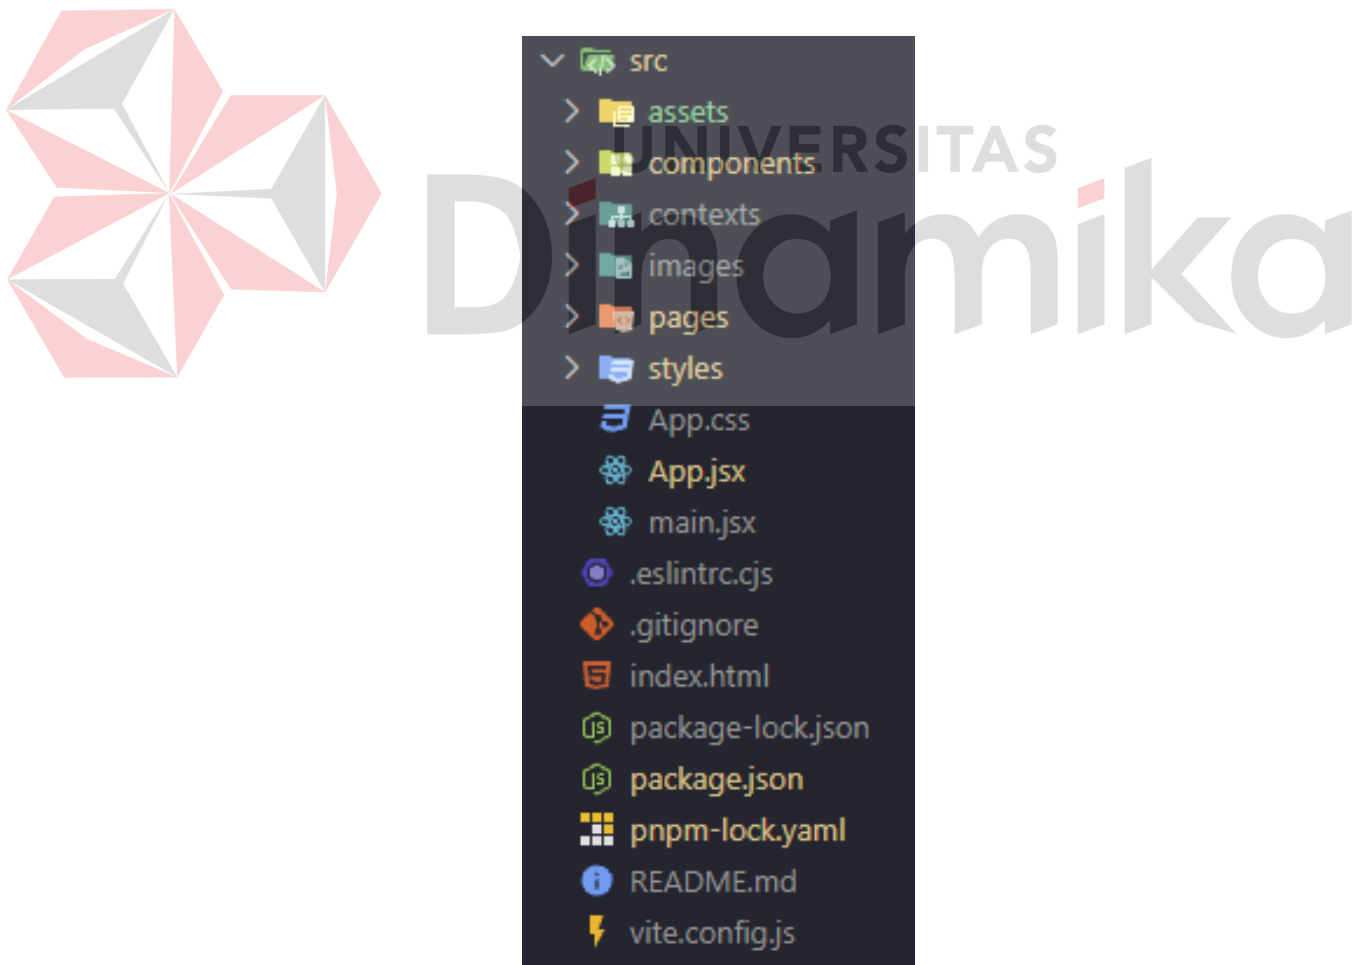 src
assets
UNIVERSITAS
components
Dinamika
contexts
images
pages
styles
App.css
App.jsx
main.jsx
.eslintrc.cjs
.gitignore
index.html
package-lock.json
package.json
pnpm-lock.yaml
README.md
vite.config.js